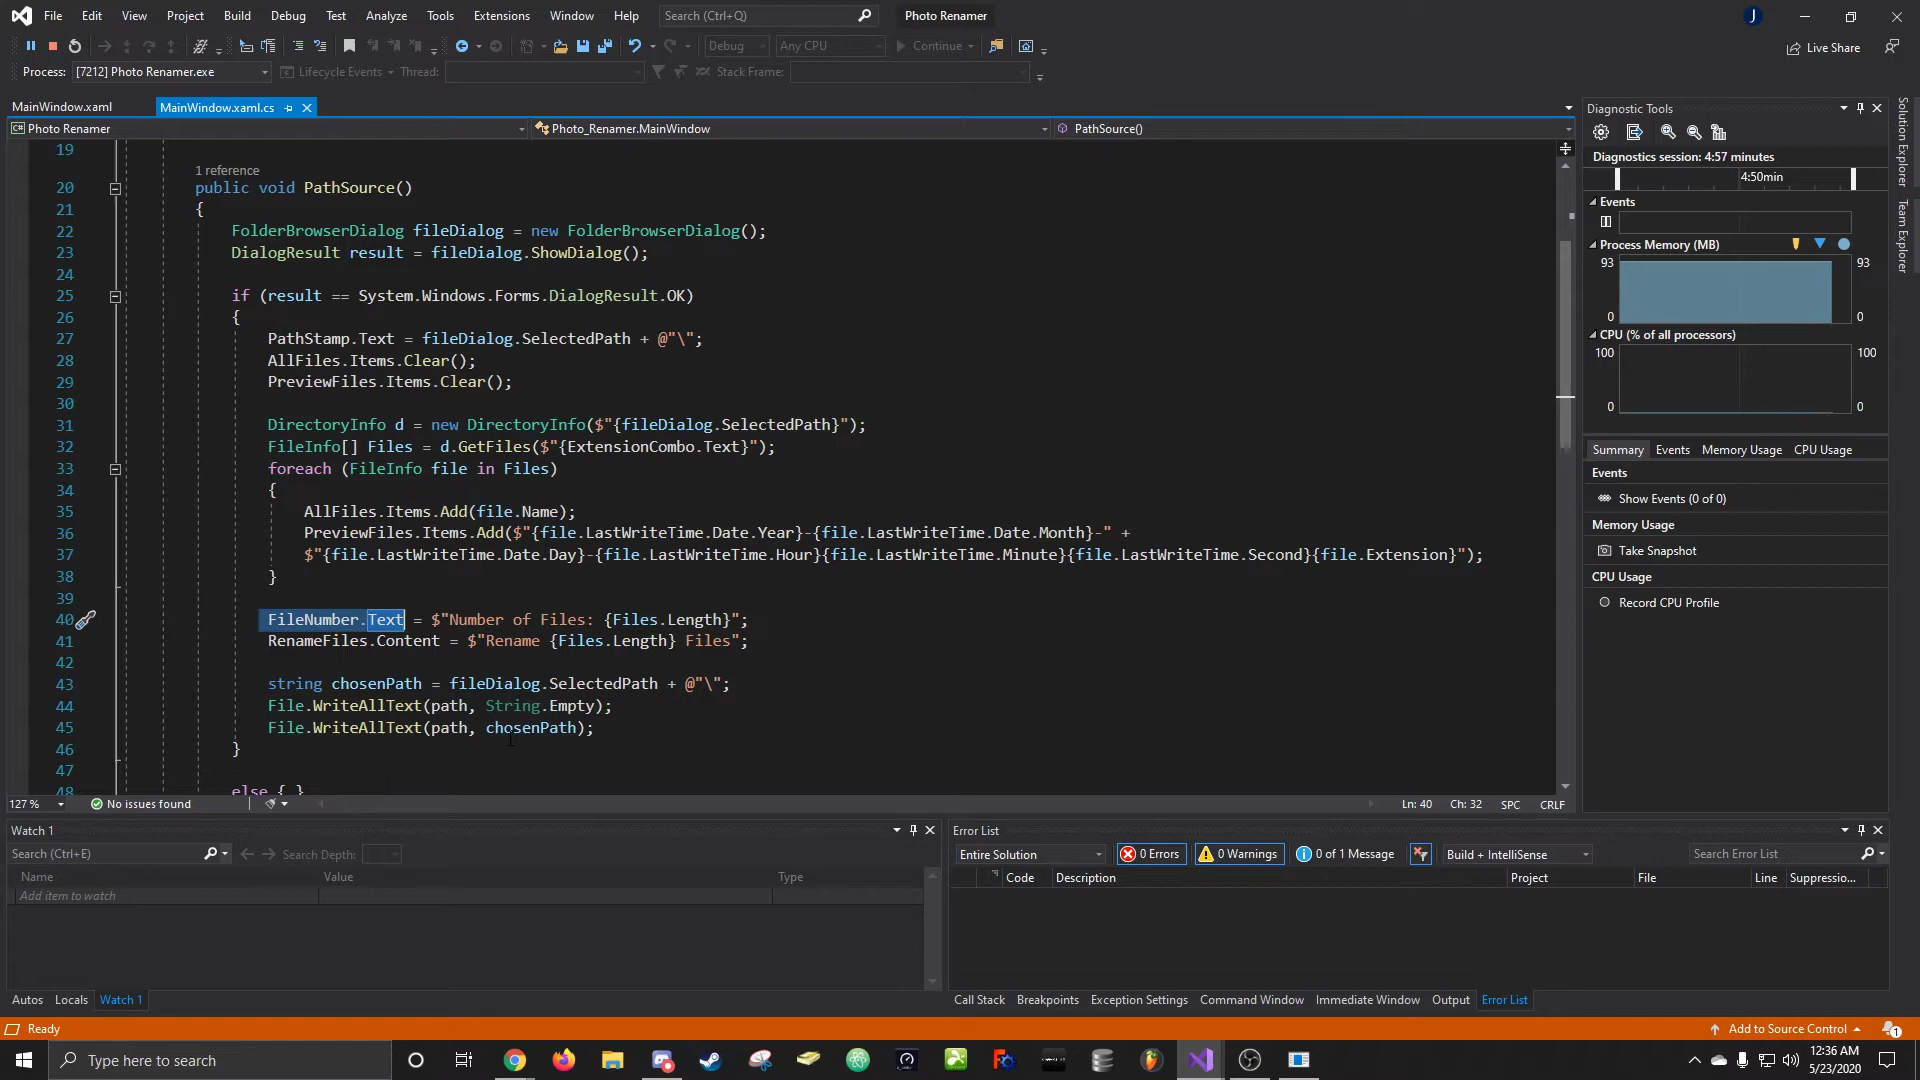 File Edit View Project Build Debug Test Analyze Tools Extensions Window Help Search (Ctrl+Q) Photo Renamer J
Debug Any CPU Continue Live Share
Process: [7212] Photo Renamer.exe Lifecycle Events Thread: Stack Frame:
MainWindow.xaml MainWindow.xaml.cs
Photo Renamer Photo_Renamer.MainWindow PathSource()
19
1 reference
20 public void PathSource()
21 {
22 FolderBrowserDialog fileDialog = new FolderBrowserDialog();
23 DialogResult result = fileDialog.ShowDialog();
24
25 if (result == System.Windows.Forms.DialogResult.OK)
26 {
27 PathStamp.Text = fileDialog.SelectedPath + @"\";
28 AllFiles.Items.Clear();
29 PreviewFiles.Items.Clear();
30
31 DirectoryInfo d = new DirectoryInfo($"{fileDialog.SelectedPath}");
32 FileInfo[] Files = d.GetFiles($"{ExtensionCombo.Text}");
33 foreach (FileInfo file in Files)
34 {
35 AllFiles.Items.Add(file.Name);
36 PreviewFiles.Items.Add($"{file.LastWriteTime.Date.Year}-{file.LastWriteTime.Date.Month}-" +
37 $"{file.LastWriteTime.Date.Day}-{file.LastWriteTime.Hour}{file.LastWriteTime.Minute}{file.LastWriteTime.Second}{file.Extension}");
38 }
39
40 FileNumber.Text = $"Number of Files: {Files.Length}";
41 RenameFiles.Content = $"Rename {Files.Length} Files";
42
43 string chosenPath = fileDialog.SelectedPath + @"\";
44 File.WriteAllText(path, String.Empty);
45 File.WriteAllText(path, chosenPath);
46 }
47
48 else { }
127 % No issues found Ln: 40 Ch: 32 SPC CRLF
Diagnostic Tools
Diagnostics session: 4:57 minutes
4:50min
Events
Process Memory (MB)
93 93
0 0
CPU (% of all processors)
100 100
0 0
Summary Events Memory Usage CPU Usage
Events
Show Events (0 of 0)
Memory Usage
Take Snapshot
CPU Usage
Record CPU Profile
Solution Explorer
Team Explorer
Watch 1
Search (Ctrl+E) Search Depth:
Name Value Type
Add item to watch
Autos Locals Watch 1
Error List
Entire Solution 0 Errors 0 Warnings 0 of 1 Message Build + IntelliSense Search Error List
Code Description Project File Line Suppressio...
Call Stack Breakpoints Exception Settings Command Window Immediate Window Output Error List
Ready Add to Source Control 1
Type here to search
12:36 AM
5/23/2020